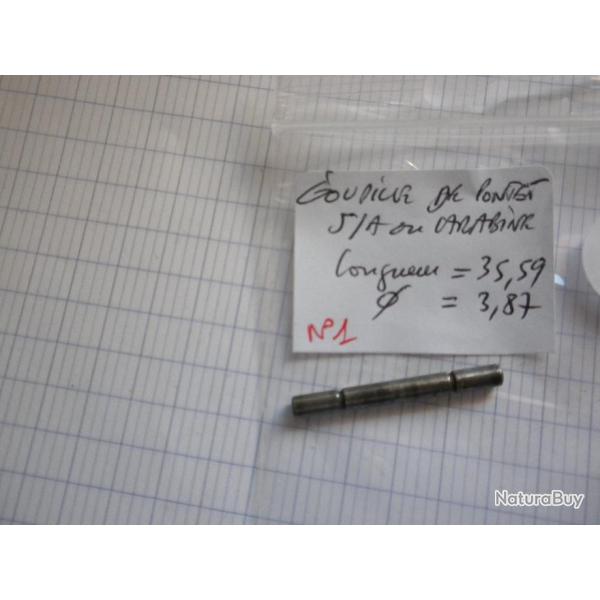 GOUPILLE DE PONTET
S/A ou CARABINE
Longueur = 35,59
Ø = 3,87
N°1
NaturaBuy